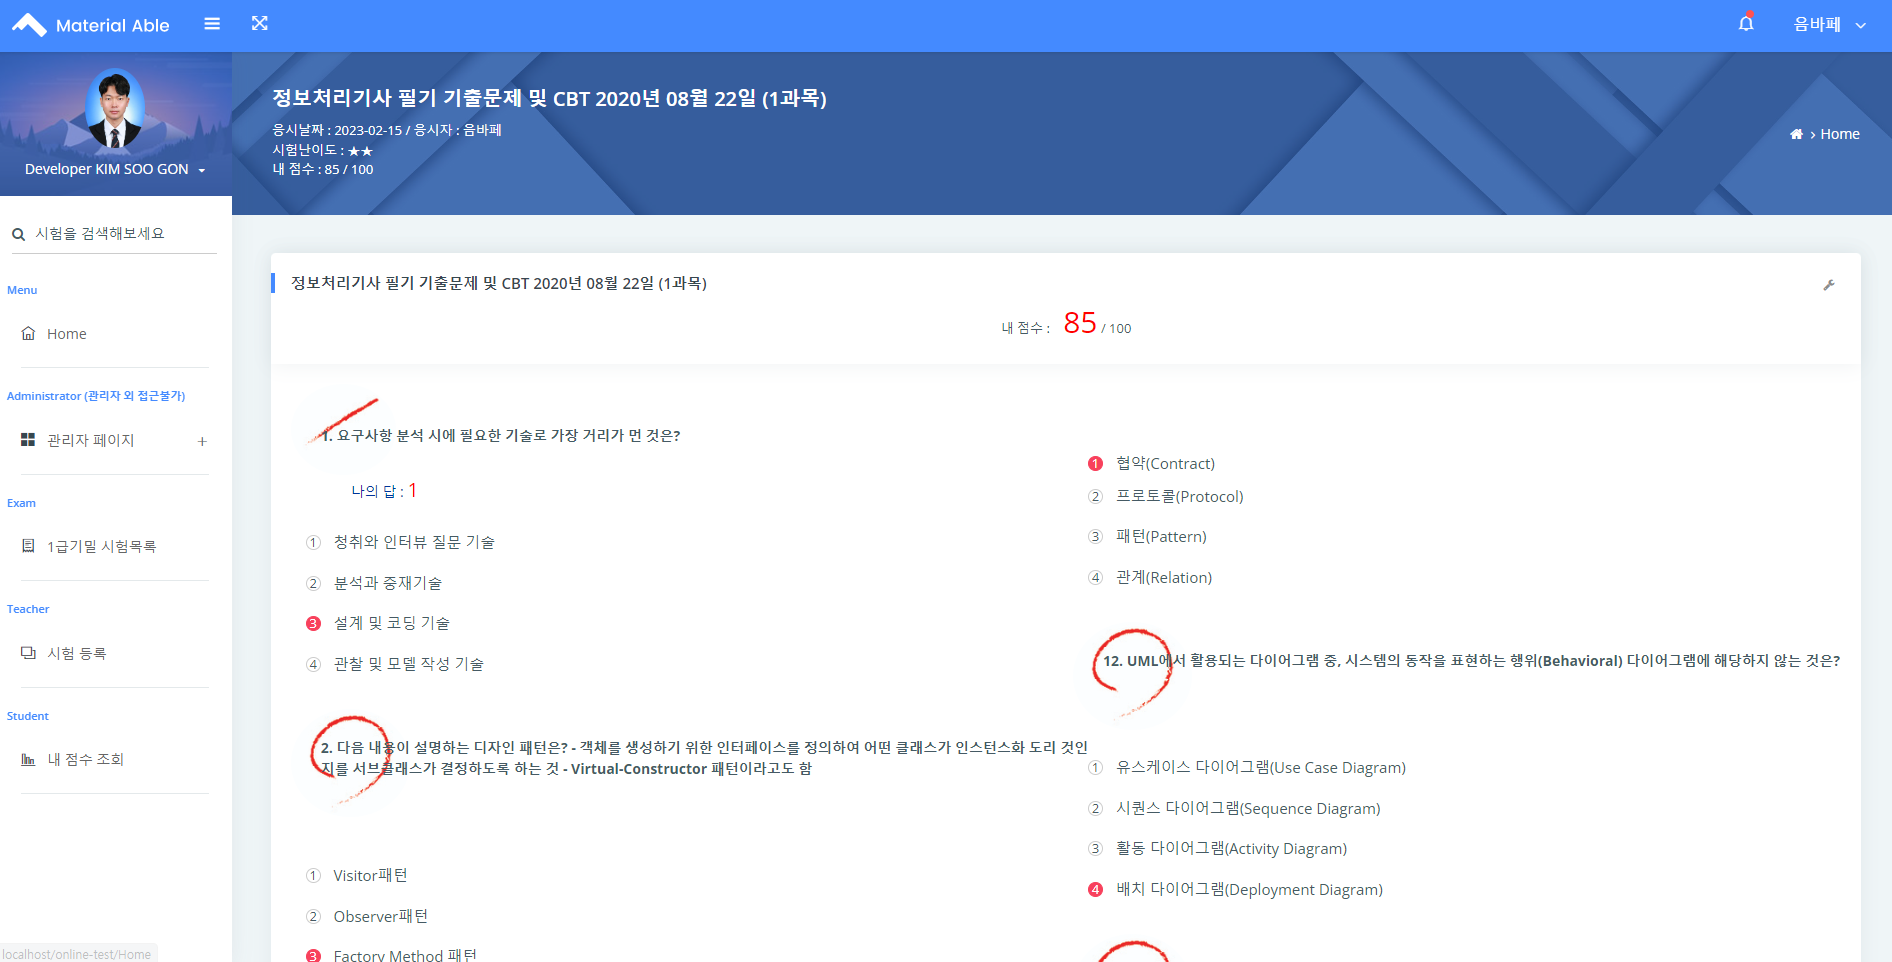 Material Able
음바페
Developer KIM SOO GON
시험을 검색해보세요
Menu
Home
Administrator (관리자 외 접근불가)
관리자 페이지 +
Exam
1급기밀 시험목록
Teacher
시험 등록
Student
내 점수 조회
localhost/online-test/Home
정보처리기사 필기 기출문제 및 CBT 2020년 08월 22일 (1과목)
응시날짜 : 2023-02-15 / 응시자 : 음바페
시험난이도 : ★★
내 점수 : 85 / 100
› Home
정보처리기사 필기 기출문제 및 CBT 2020년 08월 22일 (1과목)
내 점수 : 85 / 100
1. 요구사항 분석 시에 필요한 기술로 가장 거리가 먼 것은?
나의 답 : 1
① 청취와 인터뷰 질문 기술
② 분석과 중재기술
❸ 설계 및 코딩 기술
④ 관찰 및 모델 작성 기술
2. 다음 내용이 설명하는 디자인 패턴은? - 객체를 생성하기 위한 인터페이스를 정의하여 어떤 클래스가 인스턴스화 도리 것인
지를 서브클래스가 결정하도록 하는 것 - Virtual-Constructor 패턴이라고도 함
① Visitor패턴
② Observer패턴
❸ Factory Method 패턴
❶ 협약(Contract)
② 프로토콜(Protocol)
③ 패턴(Pattern)
④ 관계(Relation)
12. UML에서 활용되는 다이어그램 중, 시스템의 동작을 표현하는 행위(Behavioral) 다이어그램에 해당하지 않는 것은?
① 유스케이스 다이어그램(Use Case Diagram)
② 시퀀스 다이어그램(Sequence Diagram)
③ 활동 다이어그램(Activity Diagram)
❹ 배치 다이어그램(Deployment Diagram)